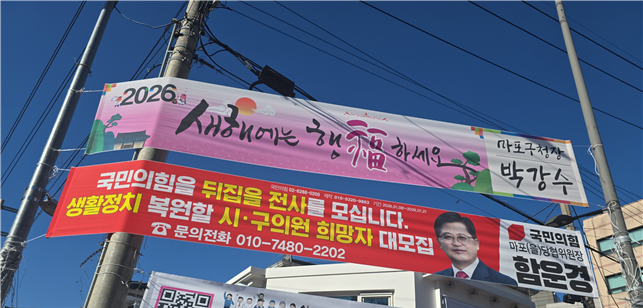 2026
새해에는 행福하세요
마포구청장
박강수
국민의힘을 뒤집을 전사를 모십니다.
생활정치 복원할 시·구의원 희망자 대모집
☎문의전화 010-7480-2202
국민의힘
마포(을)당협위원장
함운경